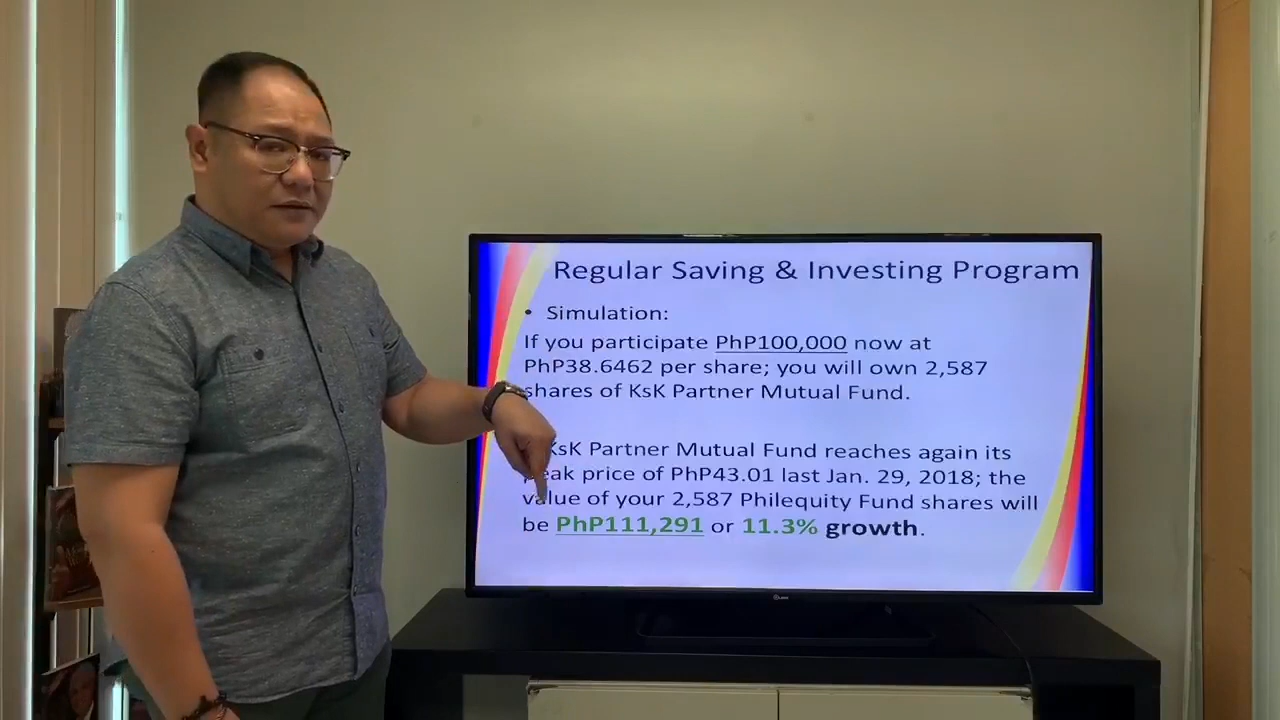 Regular Saving & Investing Program
• Simulation:
If you participate PhP100,000 now at
PhP38.6462 per share; you will own 2,587
shares of KsK Partner Mutual Fund.
KsK Partner Mutual Fund reaches again its
peak price of PhP43.01 last Jan. 29, 2018; the
value of your 2,587 Philequity Fund shares will
be PhP111,291 or 11.3% growth.